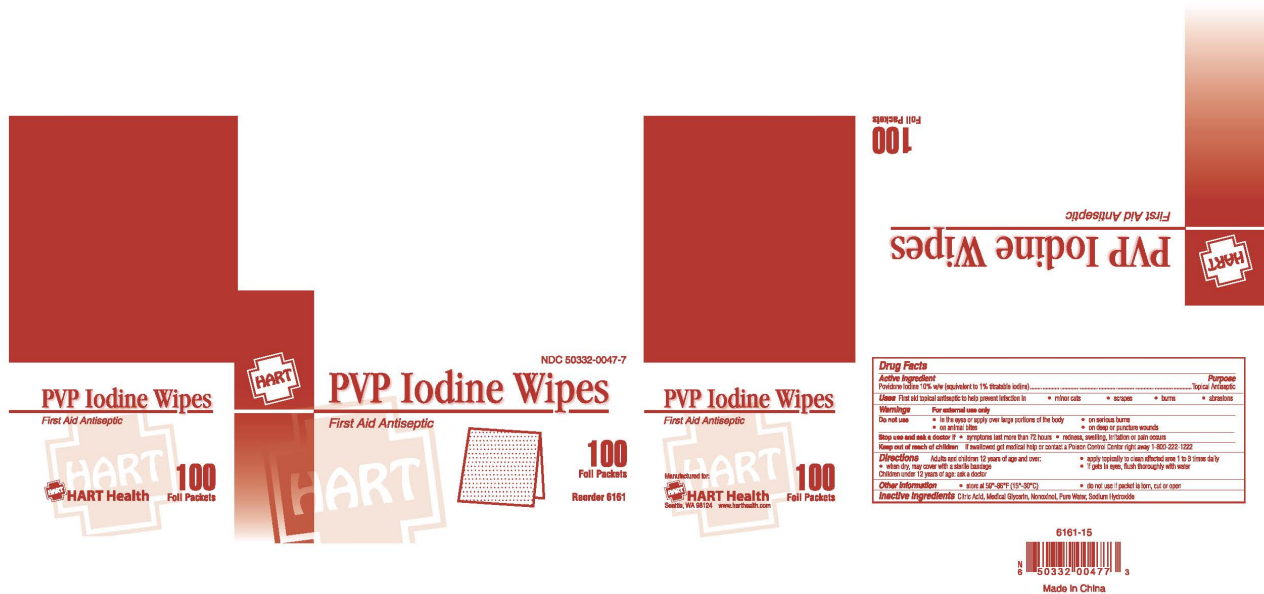 PVP Iodine Wipes
First Aid Antiseptic
HART
100
Foil Packets
HART
HART Health
HART
NDC 50332-0047-7
PVP Iodine Wipes
First Aid Antiseptic
HART
100
Foil Packets
Reorder 6161
PVP Iodine Wipes
First Aid Antiseptic
HART
100
Foil Packets
Manufactured for:
HART
HART Health
Seattle, WA 98124 www.harthealth.com
100
Foil Packets
First Aid Antiseptic
PVP Iodine Wipes
HART
Drug Facts
Active Ingredient Purpose
Povidone Iodine 10% w/w (equivalent to 1% titratable iodine)........Topical Antiseptic
Uses First aid topical antiseptic to help prevent infection in • minor cuts • scrapes • burns • abrasions
Warnings For external use only
Do not use • in the eyes or apply over large portions of the body • on serious burns
• on animal bites • on deep or puncture wounds
Stop use and ask a doctor if • symptoms last more than 72 hours • redness, swelling, irritation or pain occurs
Keep out of reach of children If swallowed get medical help or contact a Poison Control Center right away 1-800-222-1222
Directions Adults and children 12 years of age and over: • apply topically to clean affected area 1 to 3 times daily
• when dry, may cover with a sterile bandage • if gets in eyes, flush thoroughly with water
Children under 12 years of age: ask a doctor
Other Information • store at 59°-86°F (15°-30°C) • do not use if packet is torn, cut or open
Inactive Ingredients Citric Acid, Medical Glycerin, Nonoxinol, Pure Water, Sodium Hydroxide
6161-15
N
6 50332 00477 3
Made in China